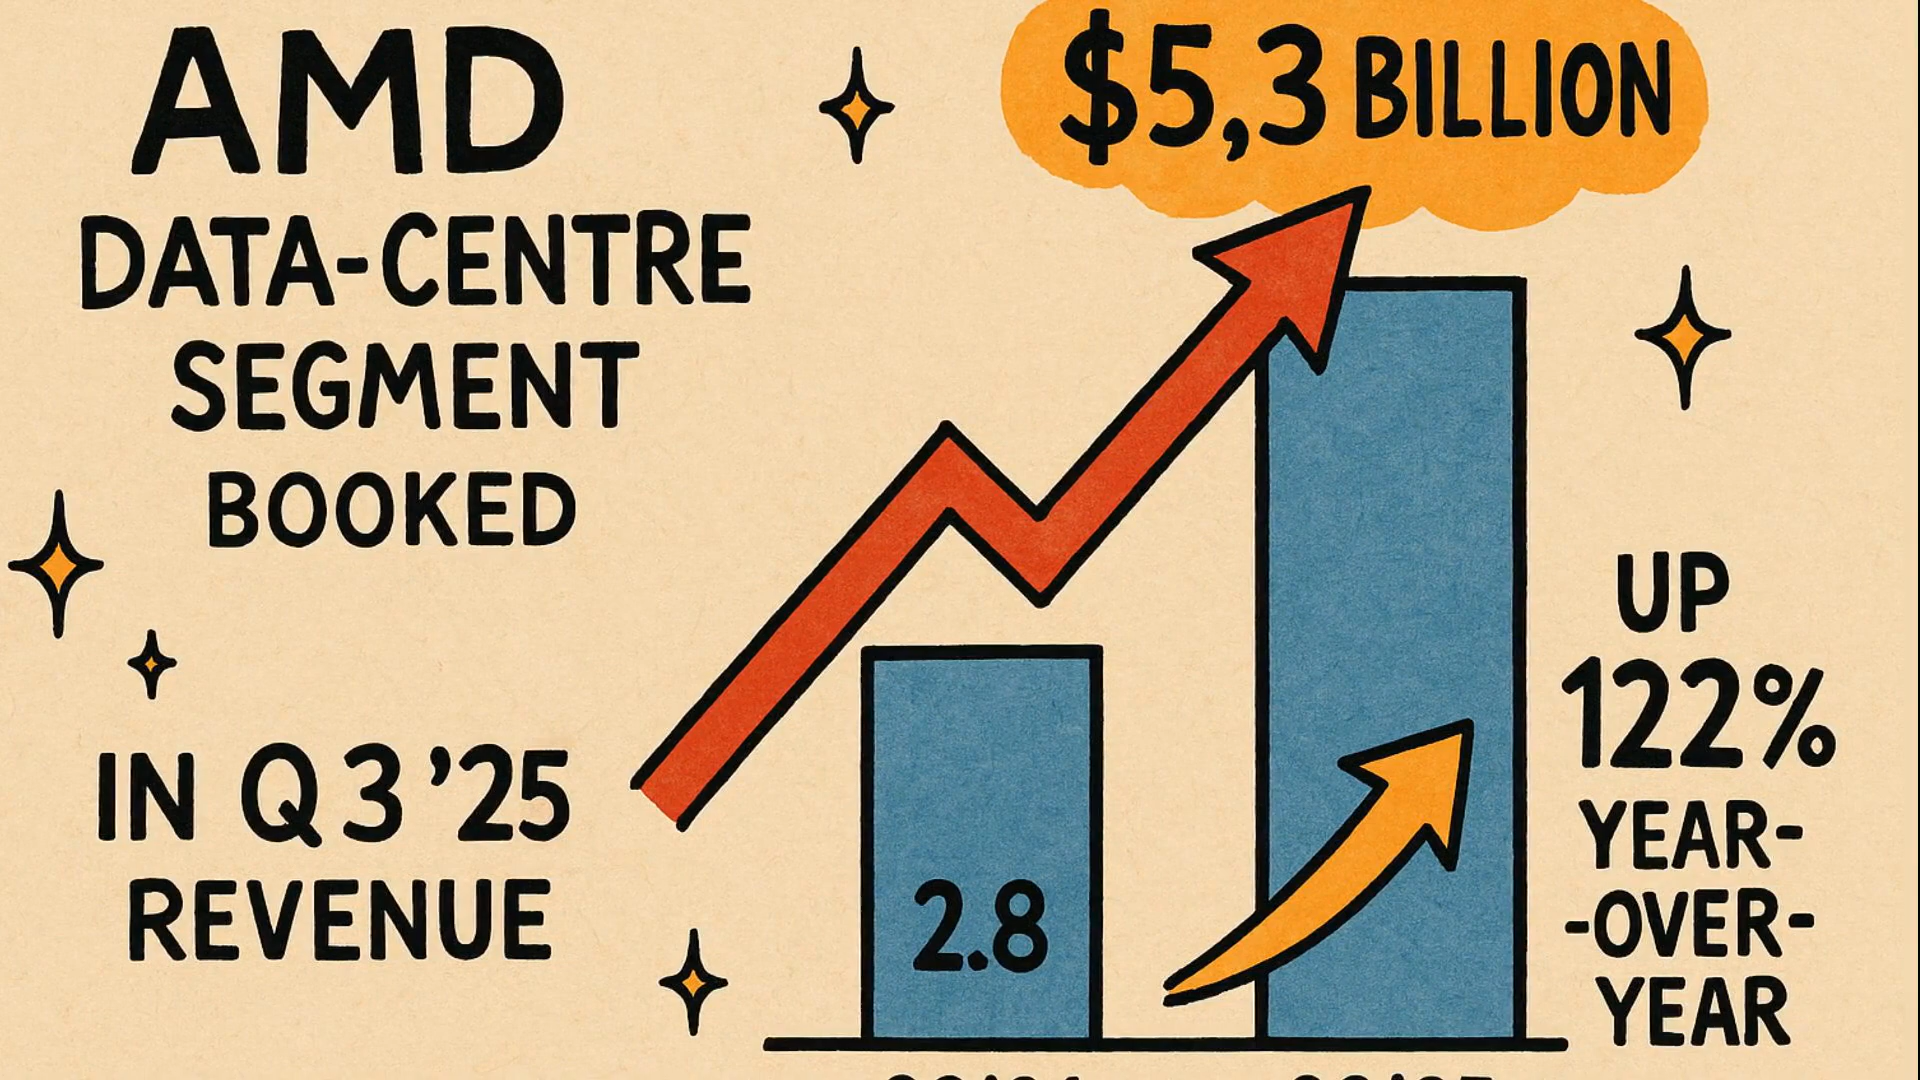 AMD
DATA-CENTRE
SEGMENT
BOOKED
IN Q3 '25
REVENUE
$5,3 BILLION
2.8
UP
122%
YEAR-
-OVER-
YEAR